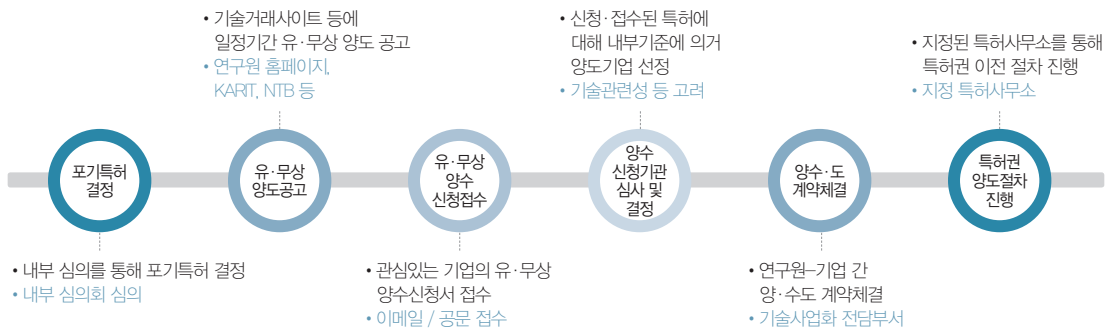 • 기술거래사이트 등에
일정기간 유·무상 양도 공고
• 연구원 홈페이지,
KARIT, NTB 등
• 신청·접수된 특허에
대해 내부기준에 의거
양도기업 선정
• 기술관련성 등 고려
• 지정된 특허사무소를 통해
특허권 이전 절차 진행
• 지정 특허사무소
포기특허
결정
유·무상
양도공고
유·무상
양수
신청접수
양수
신청기관
심사 및
결정
양수·도
계약체결
특허권
양도절차
진행
• 내부 심의를 통해 포기특허 결정
• 내부 심의회 심의
• 관심있는 기업의 유·무상
양수신청서 접수
• 이메일 / 공문 접수
• 연구원-기업 간
양·수도 계약체결
• 기술사업화 전담부서